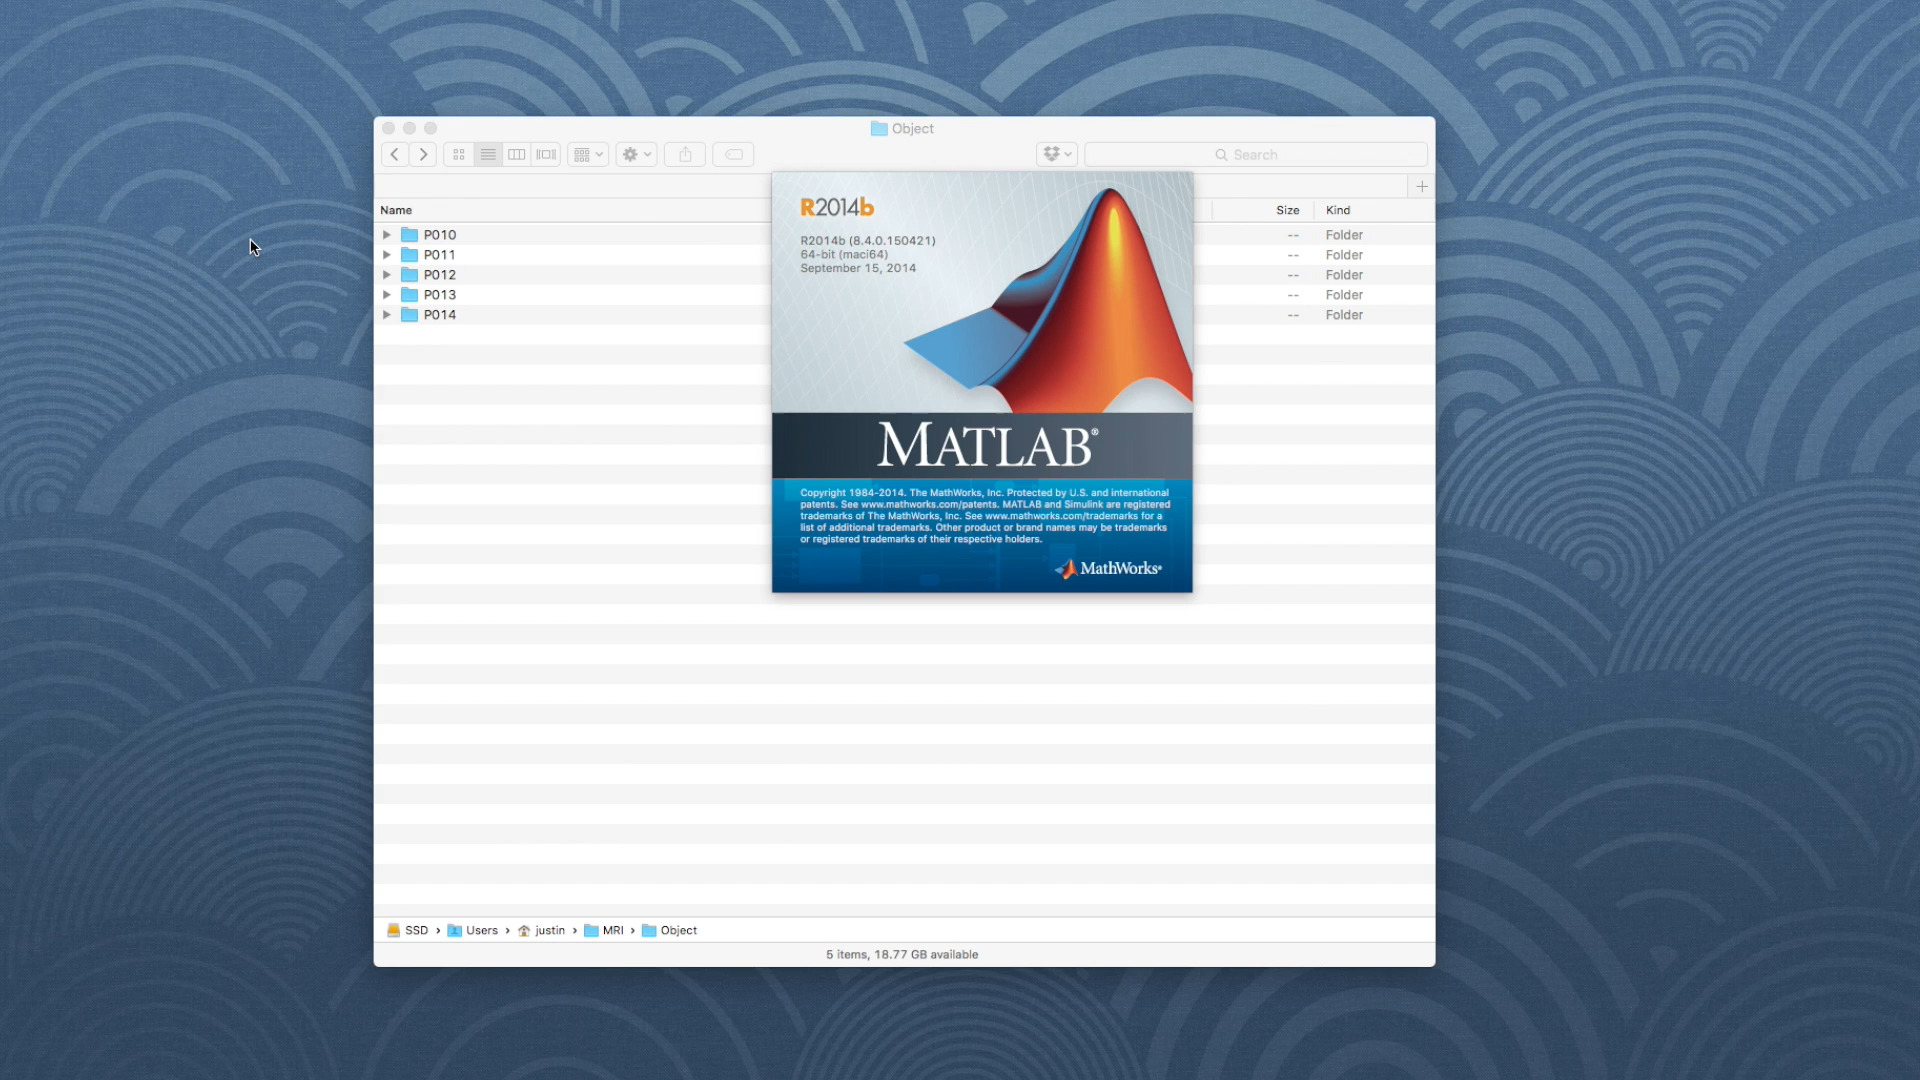 Object
Search
Name
Size
Kind
P010
-- Folder
P011
-- Folder
P012
-- Folder
P013
-- Folder
P014
-- Folder
R2014b
R2014b (8.4.0.150421)
64-bit (maci64)
September 15, 2014
MATLAB®
Copyright 1984-2014. The MathWorks, Inc. Protected by U.S. and international
patents. See www.mathworks.com/patents. MATLAB and Simulink are registered
trademarks of The MathWorks, Inc. See www.mathworks.com/trademarks for a
list of additional trademarks. Other product or brand names may be trademarks
or registered trademarks of their respective holders.
MathWorks®
SSD › Users › justin › MRI › Object
5 items, 18.77 GB available